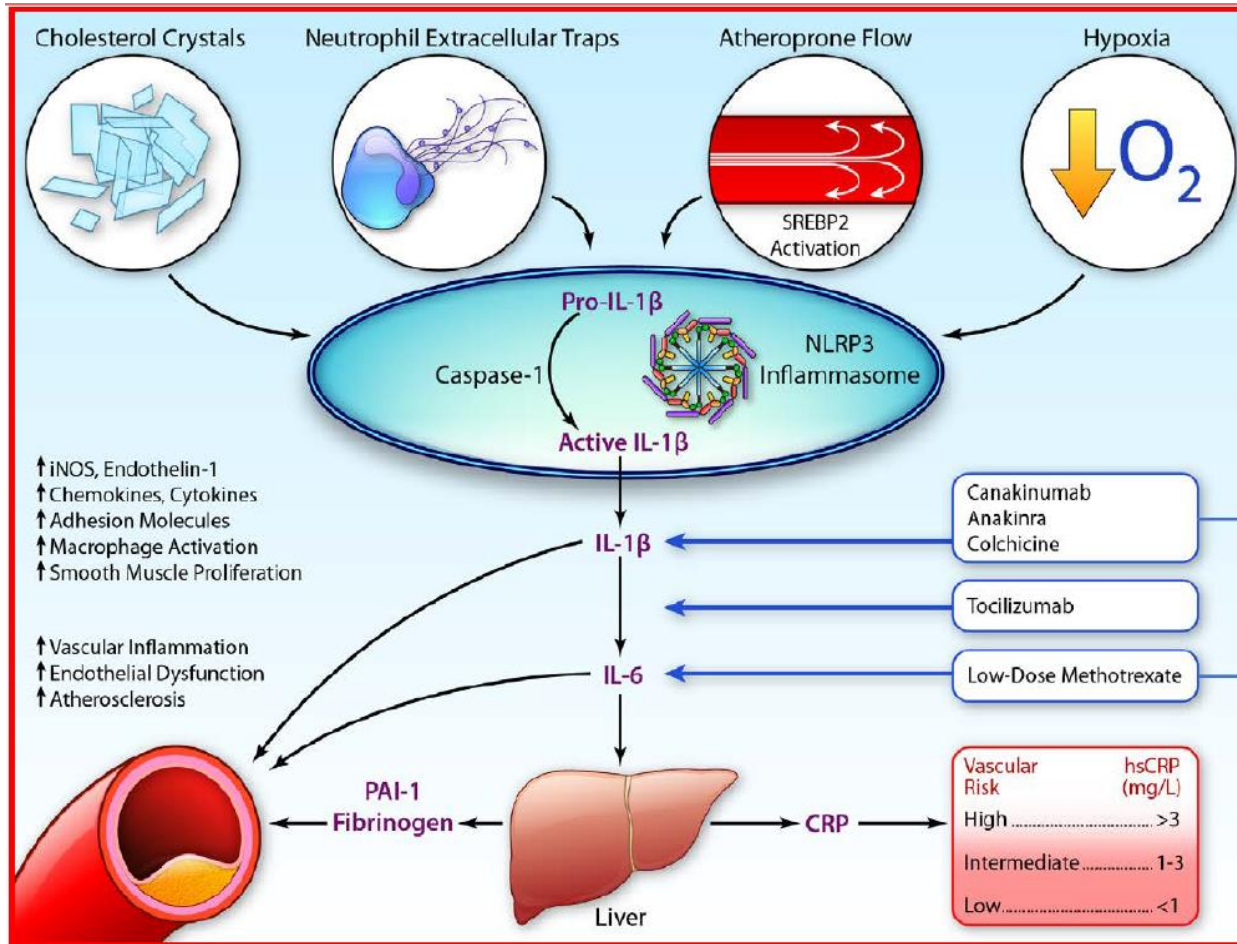 Cholesterol Crystals
Neutrophil Extracellular Traps
Atheroprone Flow
Hypoxia
SREBP2
Activation
O2
Pro-IL-1β
Caspase-1
NLRP3
Inflammasome
Active IL-1β
iNOS, Endothelin-1
Chemokines, Cytokines
Adhesion Molecules
Macrophage Activation
Smooth Muscle Proliferation
Vascular Inflammation
Endothelial Dysfunction
Atherosclerosis
IL-1β
IL-6
Canakinumab
Anakinra
Colchicine
Tocilizumab
Low-Dose Methotrexate
PAI-1
Fibrinogen
Liver
CRP
Vascular hsCRP
Risk (mg/L)
High ................ >3
Intermediate ........... 1-3
Low ................ <1